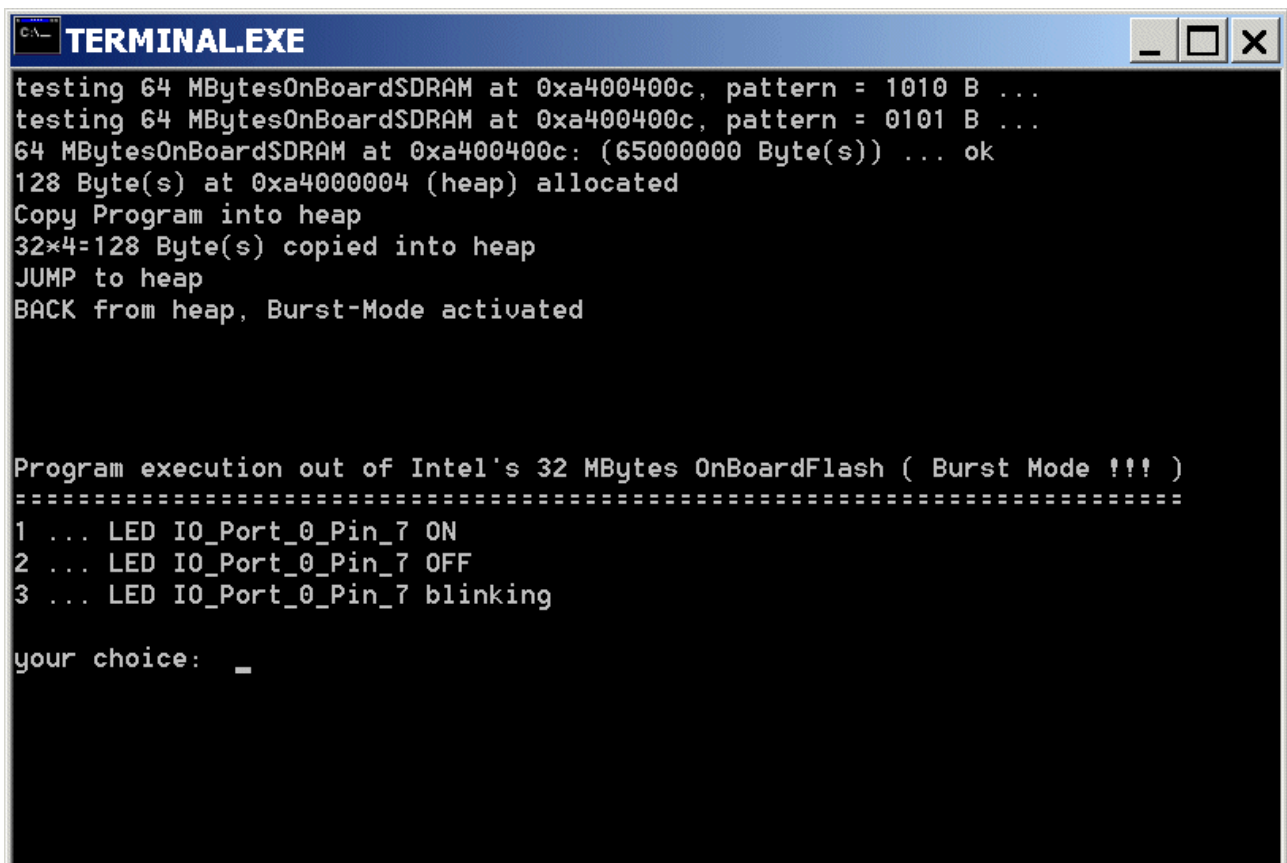 TERMINAL.EXE
testing 64 MBytesOnBoardSDRAM at 0xa400400c, pattern = 1010 B ...
testing 64 MBytesOnBoardSDRAM at 0xa400400c, pattern = 0101 B ...
64 MBytesOnBoardSDRAM at 0xa400400c: (65000000 Byte(s)) ... ok
128 Byte(s) at 0xa4000004 (heap) allocated
Copy Program into heap
32*4=128 Byte(s) copied into heap
JUMP to heap
BACK from heap, Burst-Mode activated
Program execution out of Intel's 32 MBytes OnBoardFlash ( Burst Mode !!! )
==========================================================================
1 ... LED IO_Port_0_Pin_7 ON
2 ... LED IO_Port_0_Pin_7 OFF
3 ... LED IO_Port_0_Pin_7 blinking
your choice: _